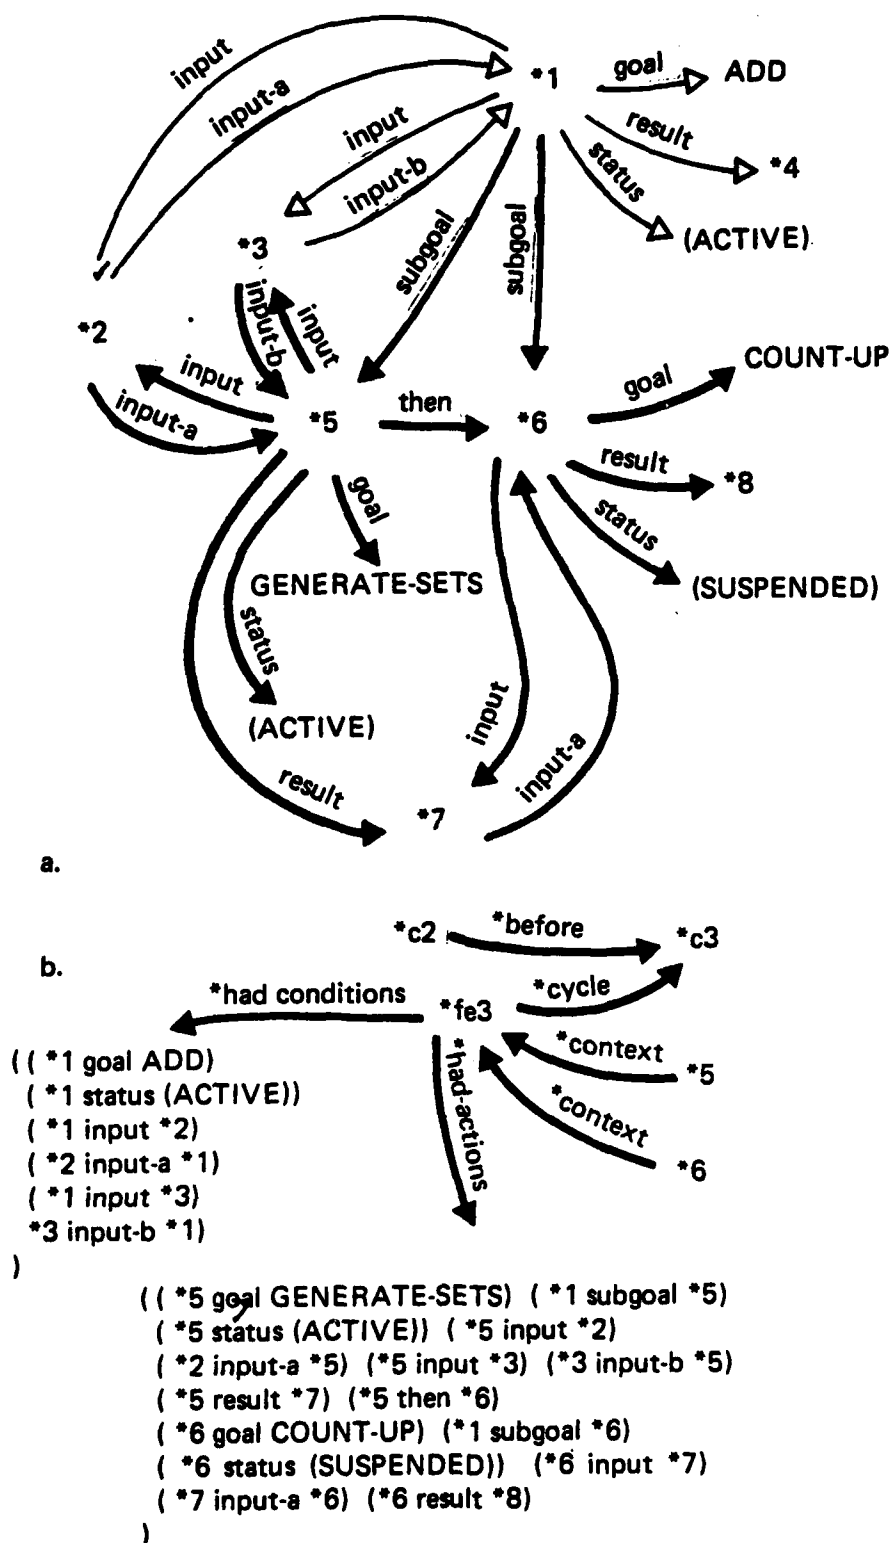 input
*1
goal
ADD
input-a
input
result
*4
input-b
status
(ACTIVE)
*3
subgoal
subgoal
*2
input-b
input
COUNT-UP
input
goal
then
input-a
*5
*6
result
*8
goal
status
GENERATE-SETS
(SUSPENDED)
status
(ACTIVE)
input
input-a
result
*7
a.
*c2
*before
*c3
b.
*had conditions
*cycle
*fe3
*context
*5
*had-actions
*context
*6
(( *1 goal ADD)
( *1 status (ACTIVE))
( *1 input *2)
( *2 input-a *1)
( *1 input *3)
*3 input-b *1)
)
(( *5 goal GENERATE-SETS) ( *1 subgoal *5)
( *5 status (ACTIVE)) ( *5 input *2)
( *2 input-a *5) (*5 input *3) (*3 input-b *5)
( *5 result *7) (*5 then *6)
( *6 goal COUNT-UP) (*1 subgoal *6)
( *6 status (SUSPENDED)) (*6 input *7)
( *7 input-a *6) (*6 result *8)
)